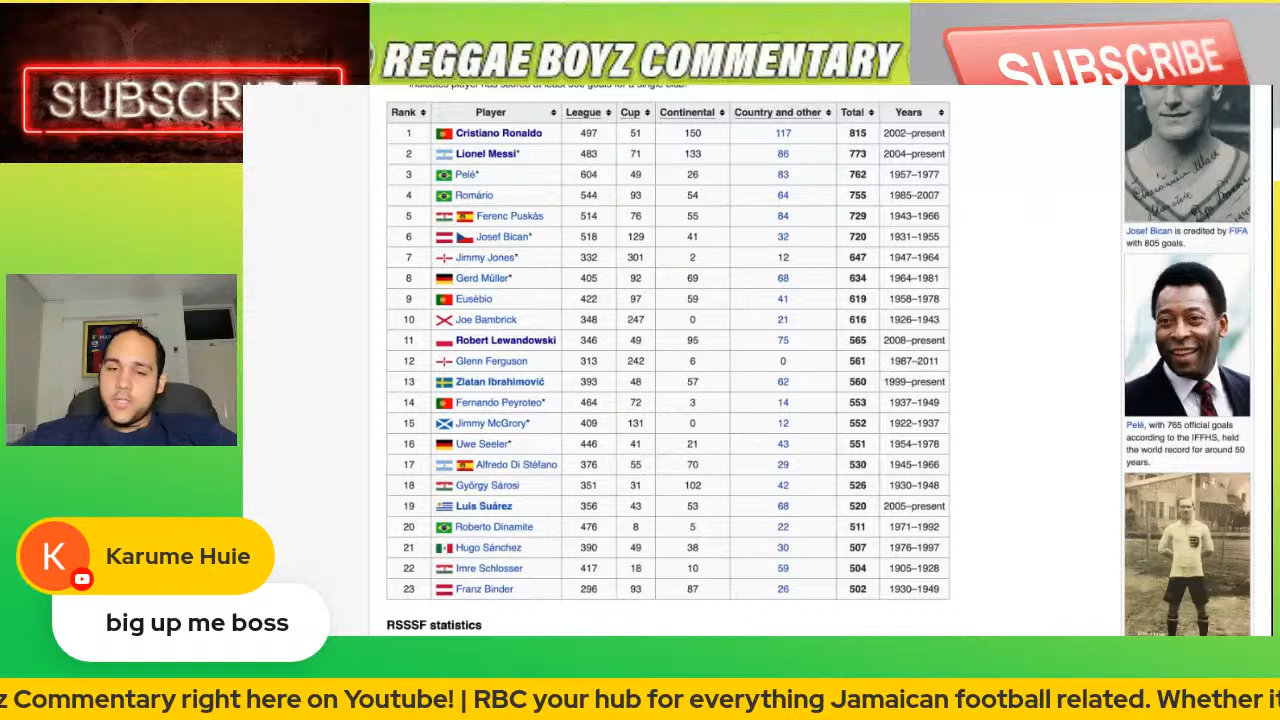 SUBSCR
REGGAE BOYZ COMMENTARY
SUBSCRIBE
Rank Player League Cup Continental Country and other Total Years
1 Cristiano Ronaldo 497 51 150 117 815 2002–present
2 Lionel Messi* 483 71 133 86 773 2004–present
3 Pelé* 604 49 26 83 762 1957–1977
4 Romário 544 93 54 64 755 1985–2007
5 Ferenc Puskás 514 76 55 84 729 1943–1966
6 Josef Bican* 518 129 41 32 720 1931–1955
7 Jimmy Jones* 332 301 2 12 647 1947–1964
8 Gerd Müller* 405 92 69 68 634 1964–1981
9 Eusébio 422 97 59 41 619 1958–1978
10 Joe Bambrick 348 247 0 21 616 1926–1943
11 Robert Lewandowski 346 49 95 75 565 2008–present
12 Glenn Ferguson 313 242 6 0 561 1987–2011
13 Zlatan Ibrahimović 393 48 57 62 560 1999–present
14 Fernando Peyroteo* 464 72 3 14 553 1937–1949
15 Jimmy McGrory* 409 131 0 12 552 1922–1937
16 Uwe Seeler* 446 41 21 43 551 1954–1978
17 Alfredo Di Stéfano 376 55 70 29 530 1945–1966
18 György Sárosi 351 31 102 42 526 1930–1948
19 Luis Suárez 356 43 53 68 520 2005–present
20 Roberto Dinamite 476 8 5 22 511 1971–1992
21 Hugo Sánchez 390 49 38 30 507 1976–1997
22 Imre Schlosser 417 18 10 59 504 1905–1928
23 Franz Binder 296 93 87 26 502 1930–1949
RSSSF statistics
Josef Bican is credited by FIFA
with 805 goals.
Pelé, with 765 official goals
according to the IFFHS, held
the world record for around 50
years.
K
Karume Huie
big up me boss
z Commentary right here on Youtube! | RBC your hub for everything Jamaican football related. Whether i